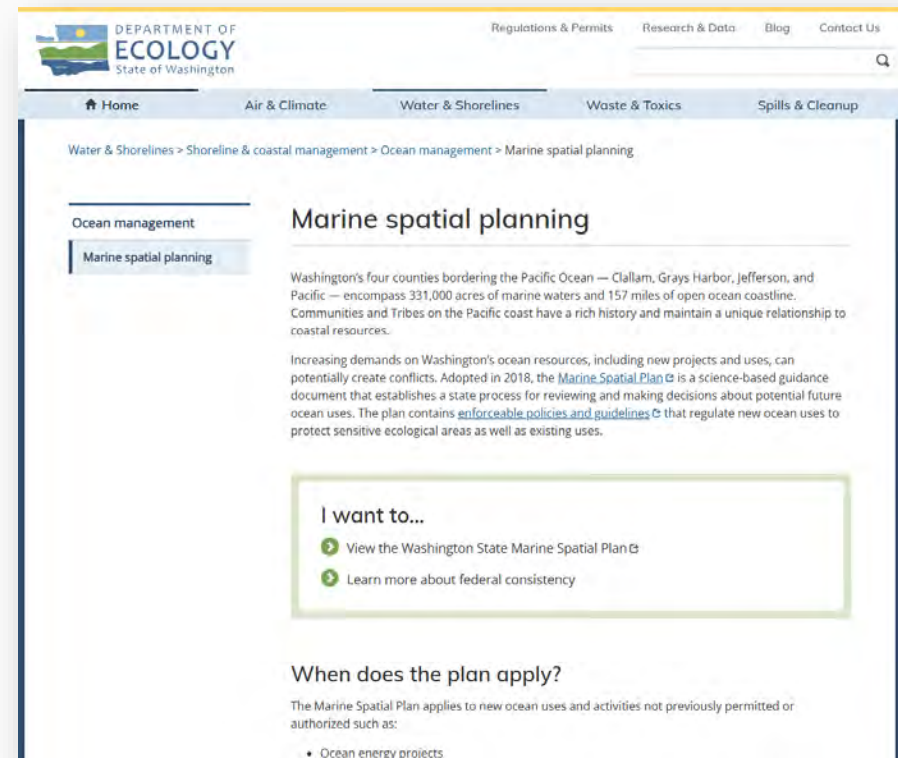 DEPARTMENT OF
ECOLOGY
State of Washington
Regulations & Permits Research & Data Blog Contact Us
Home Air & Climate Water & Shorelines Waste & Toxics Spills & Cleanup
Water & Shorelines > Shoreline & coastal management > Ocean management > Marine spatial planning
Ocean management
Marine spatial planning
Marine spatial planning
Washington's four counties bordering the Pacific Ocean — Clallam, Grays Harbor, Jefferson, and
Pacific — encompass 331,000 acres of marine waters and 157 miles of open ocean coastline.
Communities and Tribes on the Pacific coast have a rich history and maintain a unique relationship to
coastal resources.
Increasing demands on Washington's ocean resources, including new projects and uses, can
potentially create conflicts. Adopted in 2018, the Marine Spatial Plan is a science-based guidance
document that establishes a state process for reviewing and making decisions about potential future
ocean uses. The plan contains enforceable policies and guidelines that regulate new ocean uses to
protect sensitive ecological areas as well as existing uses.
I want to...
View the Washington State Marine Spatial Plan
Learn more about federal consistency
When does the plan apply?
The Marine Spatial Plan applies to new ocean uses and activities not previously permitted or
authorized such as:
• Ocean energy projects